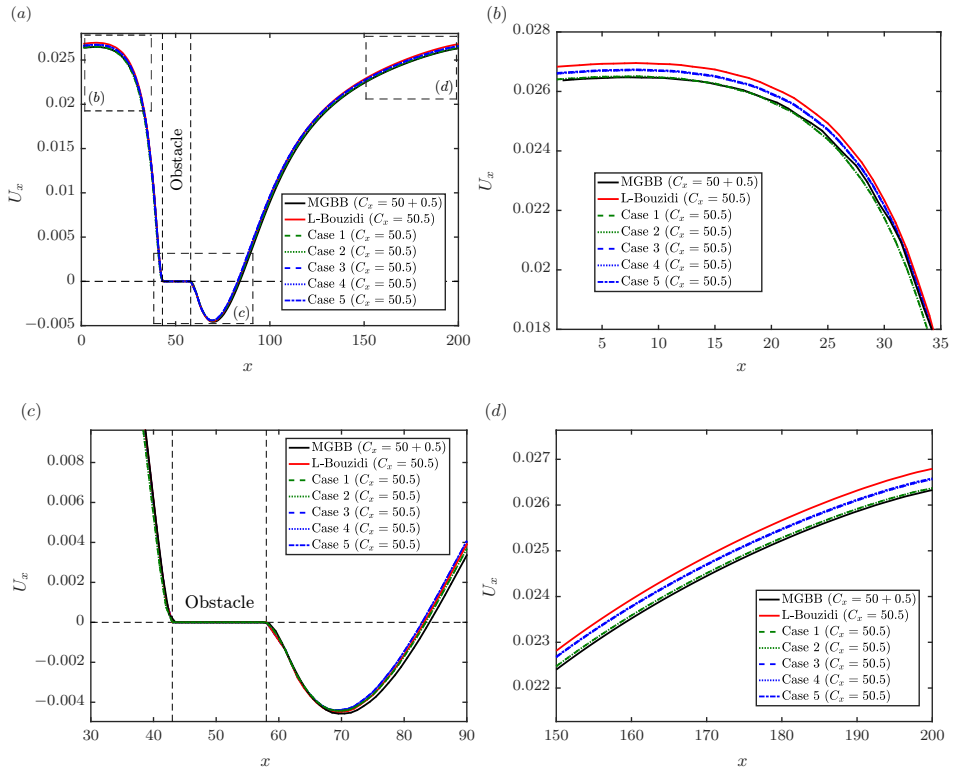 (a)
0.025
0.02
0.015
0.01
0.005
0
−0.005
0
50
100
150
200
U_x
x
(b)
(d)
Obstacle
(c)
MGBB (C_x = 50 + 0.5)
L-Bouzidi (C_x = 50.5)
Case 1 (C_x = 50.5)
Case 2 (C_x = 50.5)
Case 3 (C_x = 50.5)
Case 4 (C_x = 50.5)
Case 5 (C_x = 50.5)
(b)
0.028
0.026
0.024
0.022
0.02
0.018
5
10
15
20
25
30
35
U_x
x
MGBB (C_x = 50 + 0.5)
L-Bouzidi (C_x = 50.5)
Case 1 (C_x = 50.5)
Case 2 (C_x = 50.5)
Case 3 (C_x = 50.5)
Case 4 (C_x = 50.5)
Case 5 (C_x = 50.5)
(c)
0.008
0.006
0.004
0.002
0
−0.002
−0.004
30
40
50
60
70
80
90
U_x
x
Obstacle
MGBB (C_x = 50 + 0.5)
L-Bouzidi (C_x = 50.5)
Case 1 (C_x = 50.5)
Case 2 (C_x = 50.5)
Case 3 (C_x = 50.5)
Case 4 (C_x = 50.5)
Case 5 (C_x = 50.5)
(d)
0.027
0.026
0.025
0.024
0.023
0.022
150
160
170
180
190
200
U_x
x
MGBB (C_x = 50 + 0.5)
L-Bouzidi (C_x = 50.5)
Case 1 (C_x = 50.5)
Case 2 (C_x = 50.5)
Case 3 (C_x = 50.5)
Case 4 (C_x = 50.5)
Case 5 (C_x = 50.5)